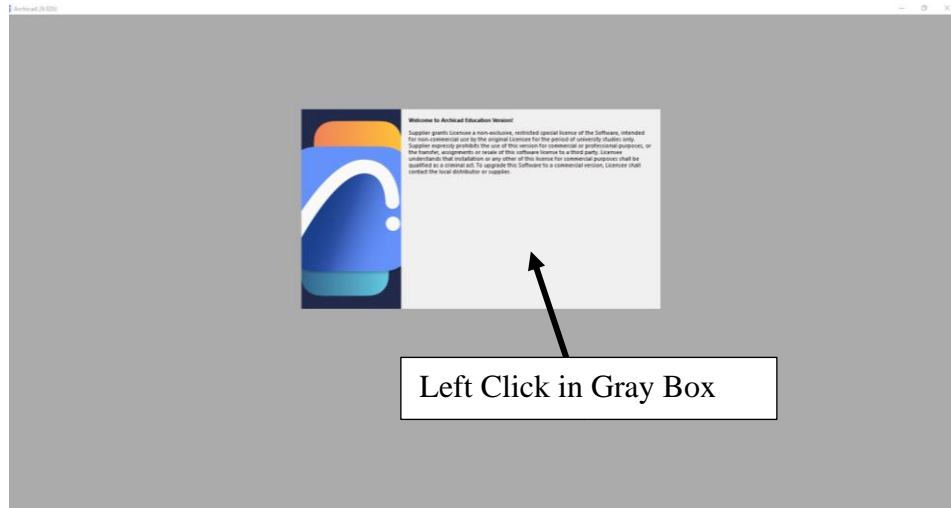 Welcome to Archicad Education Version!
Supplier grants Licensee a non-exclusive, restricted special license of the Software, intended
for non-commercial use by the original Licensee for the period of university studies only.
Supplier expressly prohibits the use of this version for commercial or professional purposes, or
the transfer, assignments or resale of this software license to a third party. Licensee
understands that installation or any other of this license for commercial purposes shall be
qualified as a criminal act. To upgrade this Software to a commercial version, Licensee shall
contact the local distributor or supplier.
Left Click in Gray Box